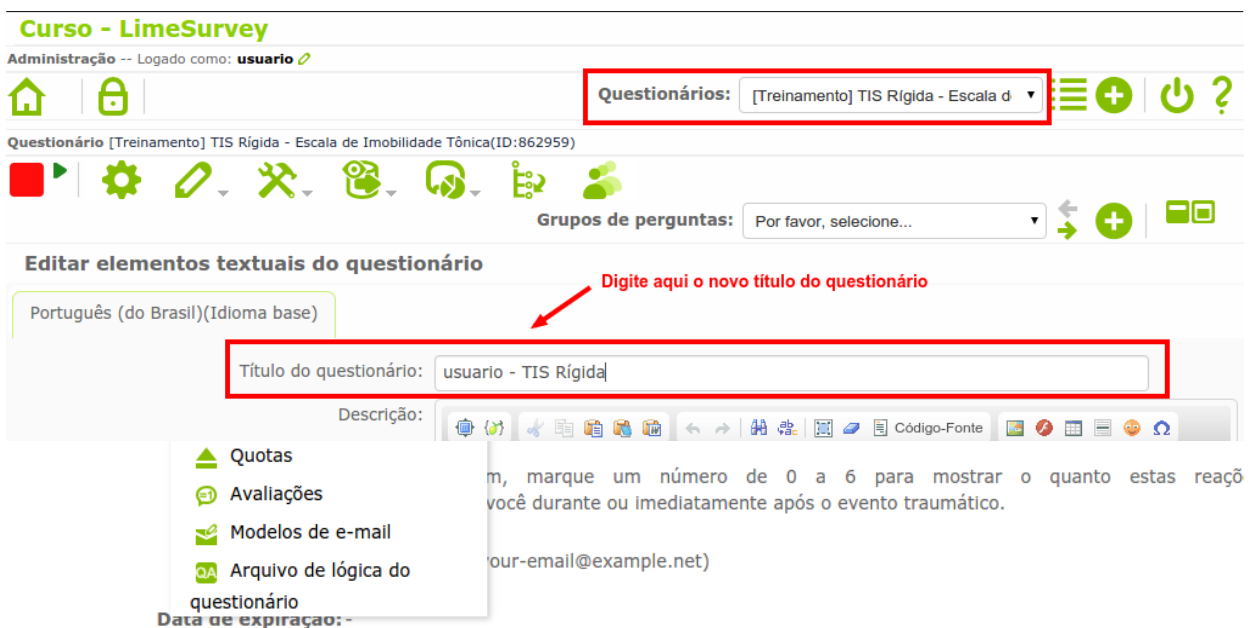 Curso - LimeSurvey
Administração -- Logado como: usuario
Questionários: [Treinamento] TIS Rígida - Escala d
Questionário [Treinamento] TIS Rígida - Escala de Imobilidade Tônica(ID:862959)
Grupos de perguntas: Por favor, selecione...
Editar elementos textuais do questionário
Digite aqui o novo título do questionário
Português (do Brasil)(Idioma base)
Título do questionário: usuario - TIS Rígida
Descrição:
Código-Fonte
Quotas
m, marque um número de 0 a 6 para mostrar o quanto estas reaçõ
Avaliações
você durante ou imediatamente após o evento traumático.
Modelos de e-mail
our-email@example.net)
Arquivo de lógica do
questionário
Data de expiração: -